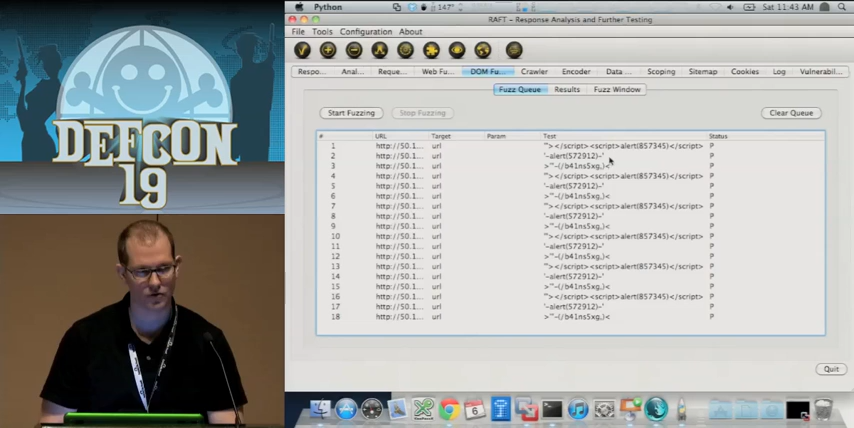 DEFCON
19
Python
147°
Sat 11:43 AM
RAFT – Response Analysis and Further Testing
File Tools Configuration About
Respo... Anal... Reque... Web Fu... DOM Fu... Crawler Encoder Data ... Scoping Sitemap Cookies Log Vulnerabil...
Fuzz Queue Results Fuzz Window
Start Fuzzing Stop Fuzzing Clear Queue
# URL Target Param Test Status
1 http://50.1... url '"></script><script>alert(857345)</script> P
2 http://50.1... url '-alert(572912)-' P
3 http://50.1... url >"'-(/b41ns5xg,)< P
4 http://50.1... url '"></script><script>alert(857345)</script> P
5 http://50.1... url '-alert(572912)-' P
6 http://50.1... url >"'-(/b41ns5xg,)< P
7 http://50.1... url '"></script><script>alert(857345)</script> P
8 http://50.1... url '-alert(572912)-' P
9 http://50.1... url >"'-(/b41ns5xg,)< P
10 http://50.1... url '"></script><script>alert(857345)</script> P
11 http://50.1... url '-alert(572912)-' P
12 http://50.1... url >"'-(/b41ns5xg,)< P
13 http://50.1... url '"></script><script>alert(857345)</script> P
14 http://50.1... url '-alert(572912)-' P
15 http://50.1... url >"'-(/b41ns5xg,)< P
16 http://50.1... url '"></script><script>alert(857345)</script> P
17 http://50.1... url '-alert(572912)-' P
18 http://50.1... url >"'-(/b41ns5xg,)< P
Quit
6